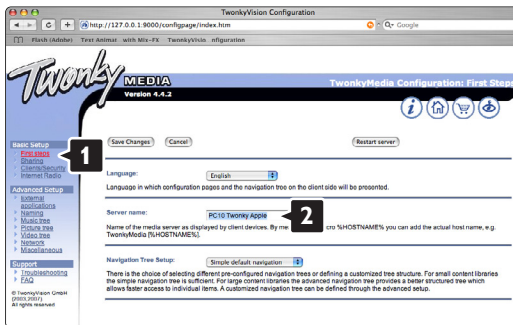 TwonkyVision Configuration
http://127.0.0.1:9000/configpage/index.htm
Google
Flash (Adobe) Text Animat with Mix-FX TwonkyVisio nfiguration
Twonky MEDIA
Version 4.4.2
TwonkyMedia Configuration: First Steps
Basic Setup
First steps
Sharing
Clients/Security
Internet Radio
1
Advanced Setup
External applications
Naming
Music tree
Picture tree
Video tree
Network
Miscellaneous
Support
Troubleshooting
FAQ
© TwonkyVision GmbH
(2003,2007)
All rights reserved
Save Changes Cancel Restart server
Language: English
Language in which configuration pages and the navigation tree on the client side will be presented.
Server name: PC10 Twonky Apple
2
Name of the media server as displayed by client devices. By me cro %HOSTNAME% you can add the actual host name, e.g.
TwonkyMedia [%HOSTNAME%].
Navigation Tree Setup: Simple default navigation
There is the choice of selecting different pre-configured navigation trees or defining a customized tree structure. For small content libraries
the simple navigation tree is sufficient. For large content libraries the advanced navigation tree provides a better structured tree which
allows faster access to individual items. A customized navigation tree can be defined through the advanced setup.